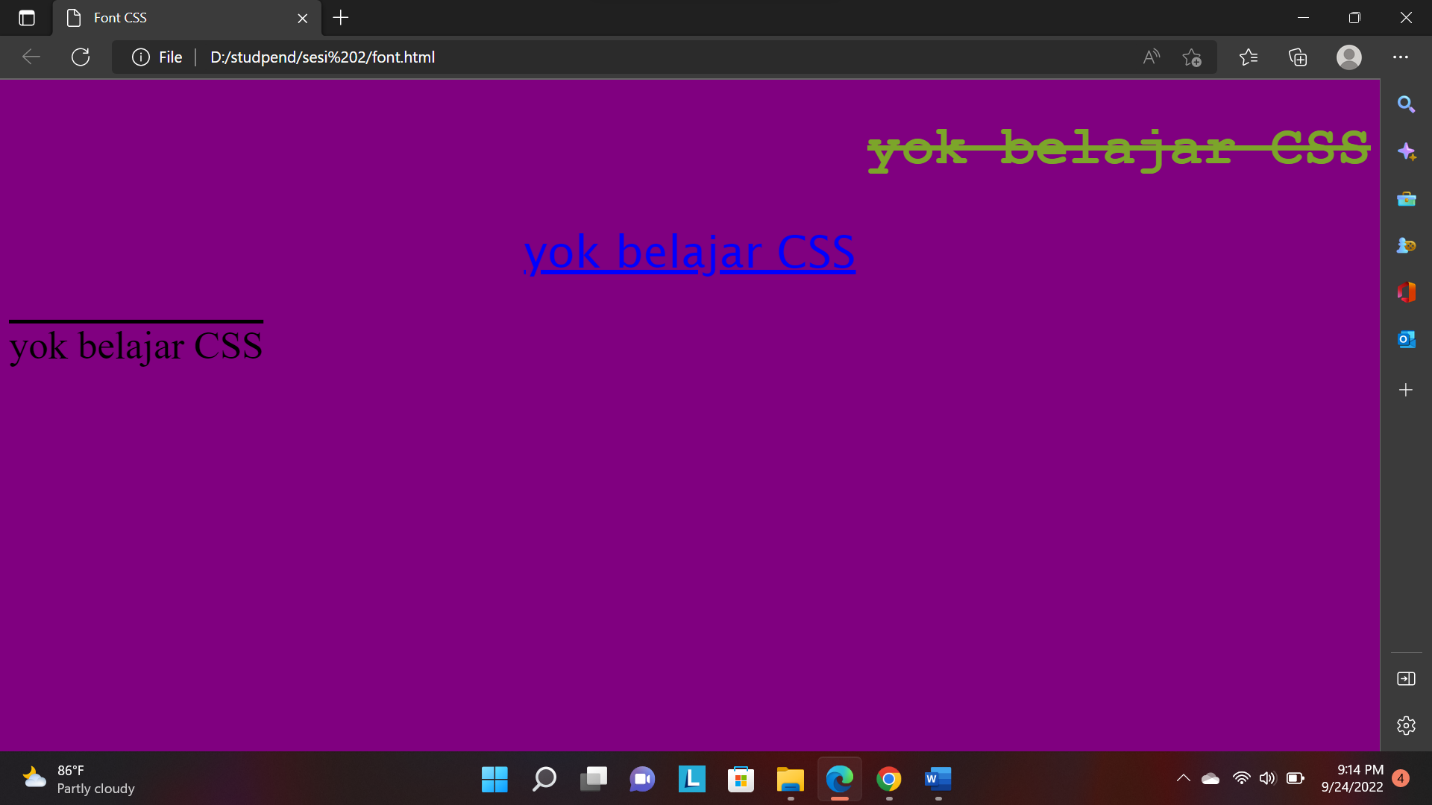 Font CSS
File
D:/studpend/sesi%202/font.html
yok belajar CSS
yok belajar CSS
yok belajar CSS
86°F
Partly cloudy
9:14 PM
9/24/2022
4